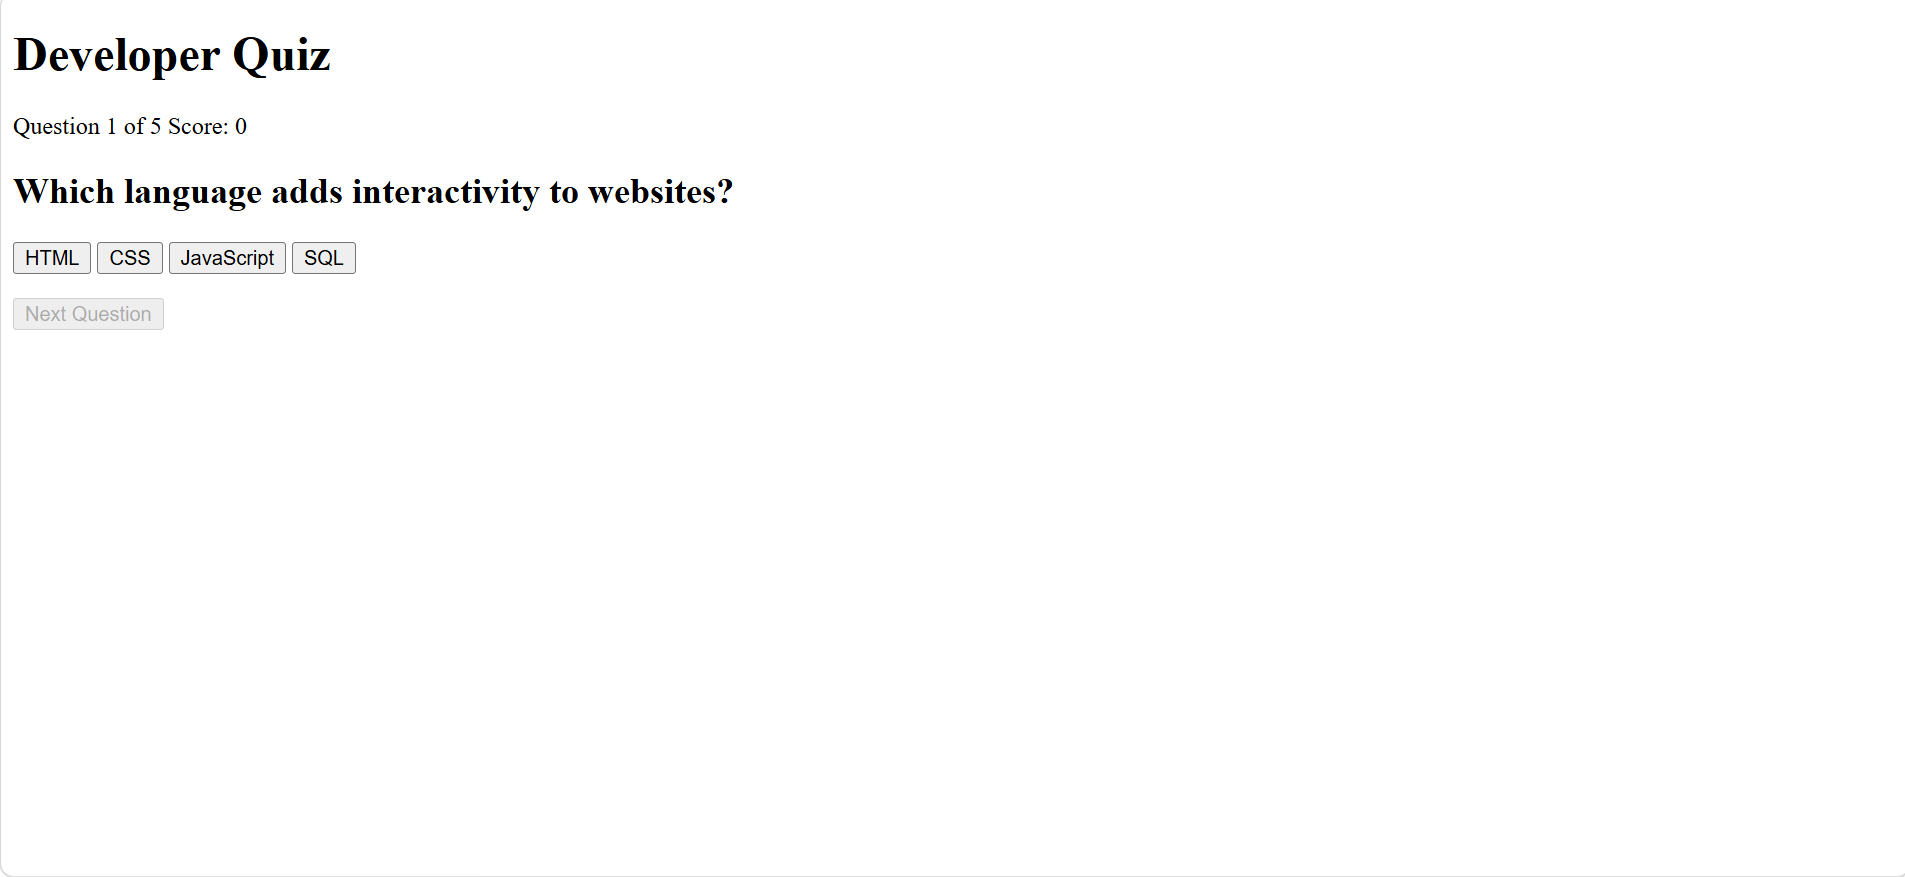 Developer Quiz
Question 1 of 5 Score: 0
Which language adds interactivity to websites?
HTML CSS JavaScript SQL
Next Question